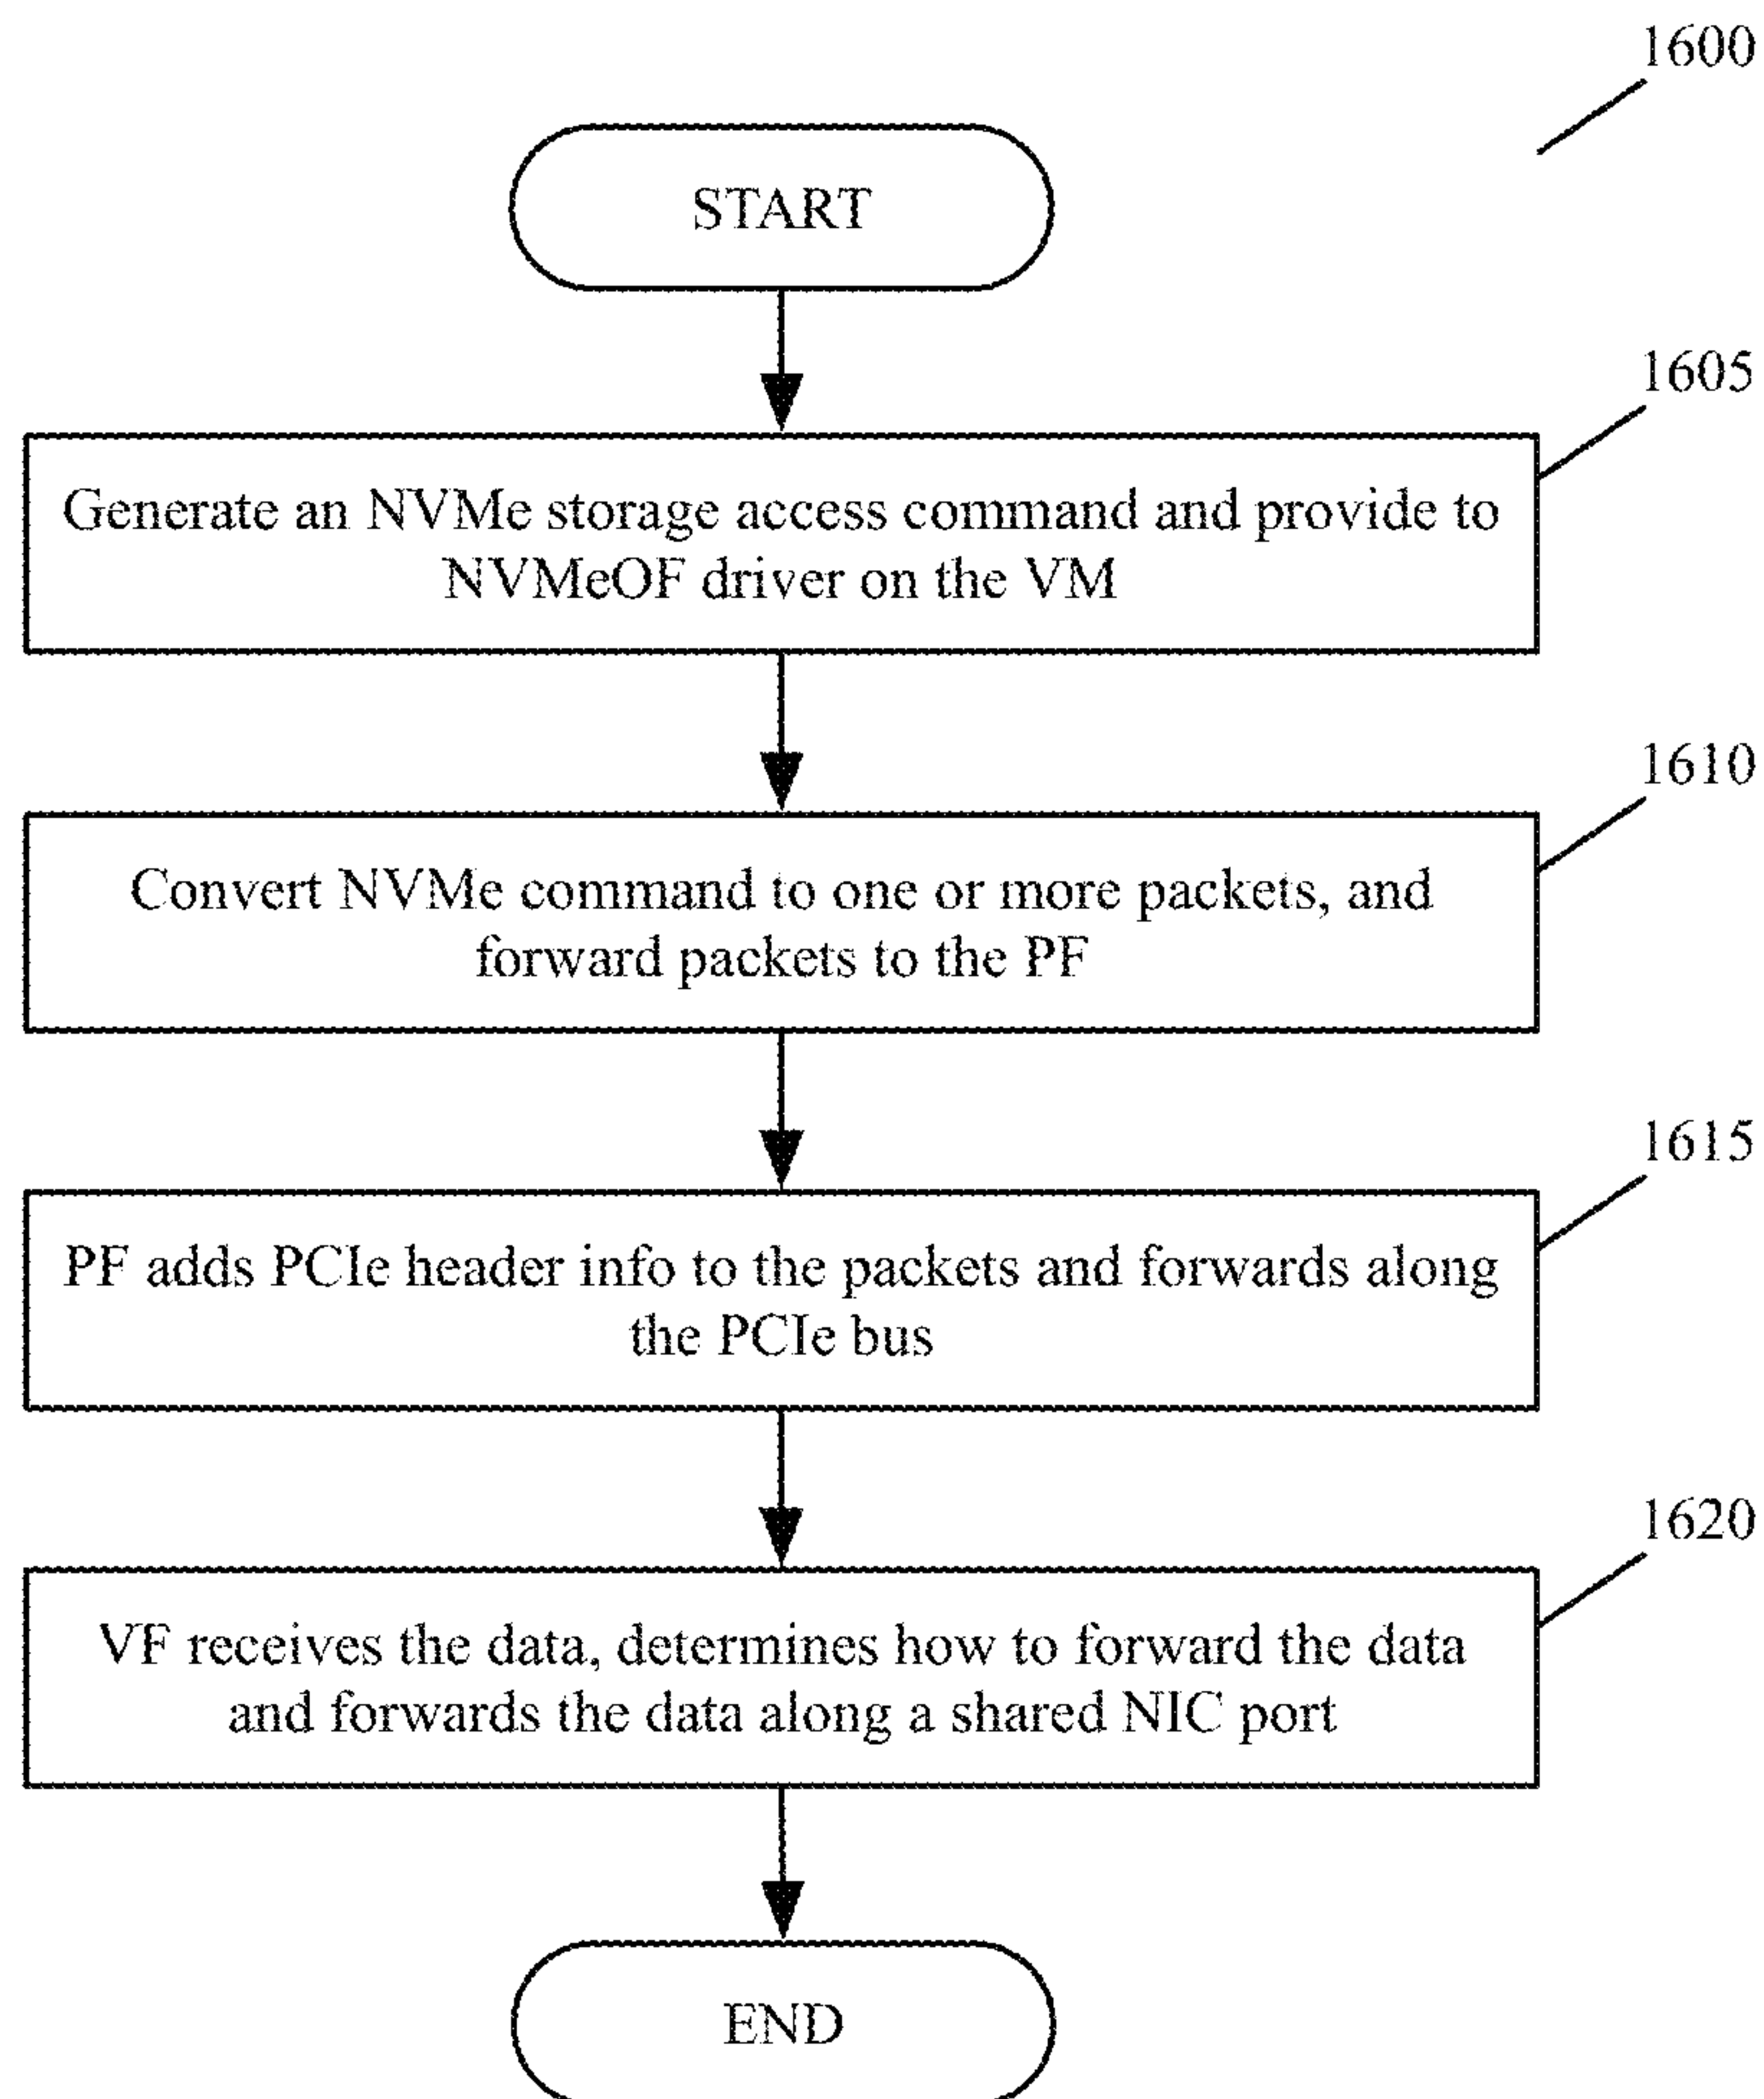 1600
START
1605
Generate an NVMe storage access command and provide to
NVMeOF driver on the VM
1610
Convert NVMe command to one or more packets, and
forward packets to the PF
1615
PF adds PCIe header info to the packets and forwards along
the PCIe bus
1620
VF receives the data, determines how to forward the data
and forwards the data along a shared NIC port
END